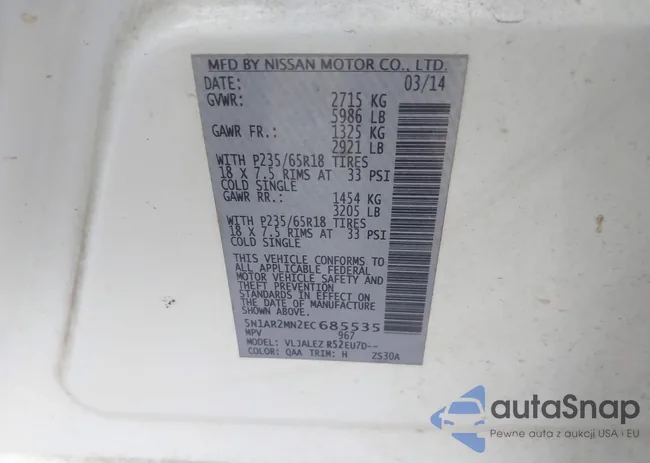 MFD BY NISSAN MOTOR CO., LTD.
DATE: 03/14
GVWR: 2715 KG
5986 LB
GAWR FR.: 1325 KG
2921 LB
WITH P235/65R18 TIRES
18 X 7.5 RIMS AT 33 PSI
COLD SINGLE
GAWR RR.: 1454 KG
3205 LB
WITH P235/65R18 TIRES
18 X 7.5 RIMS AT 33 PSI
COLD SINGLE
THIS VEHICLE CONFORMS TO
ALL APPLICABLE FEDERAL
MOTOR VEHICLE SAFETY AND
THEFT PREVENTION
STANDARDS IN EFFECT ON
THE DATE OF MANUFACTURE
SHOWN ABOVE.
5N1AR2MN2EC685535
MPV 967
MODEL: VLJALEZ R52EU7D--
COLOR: QAA TRIM: H ZS30A
autaSnap
Pewne auta z aukcji USA i EU